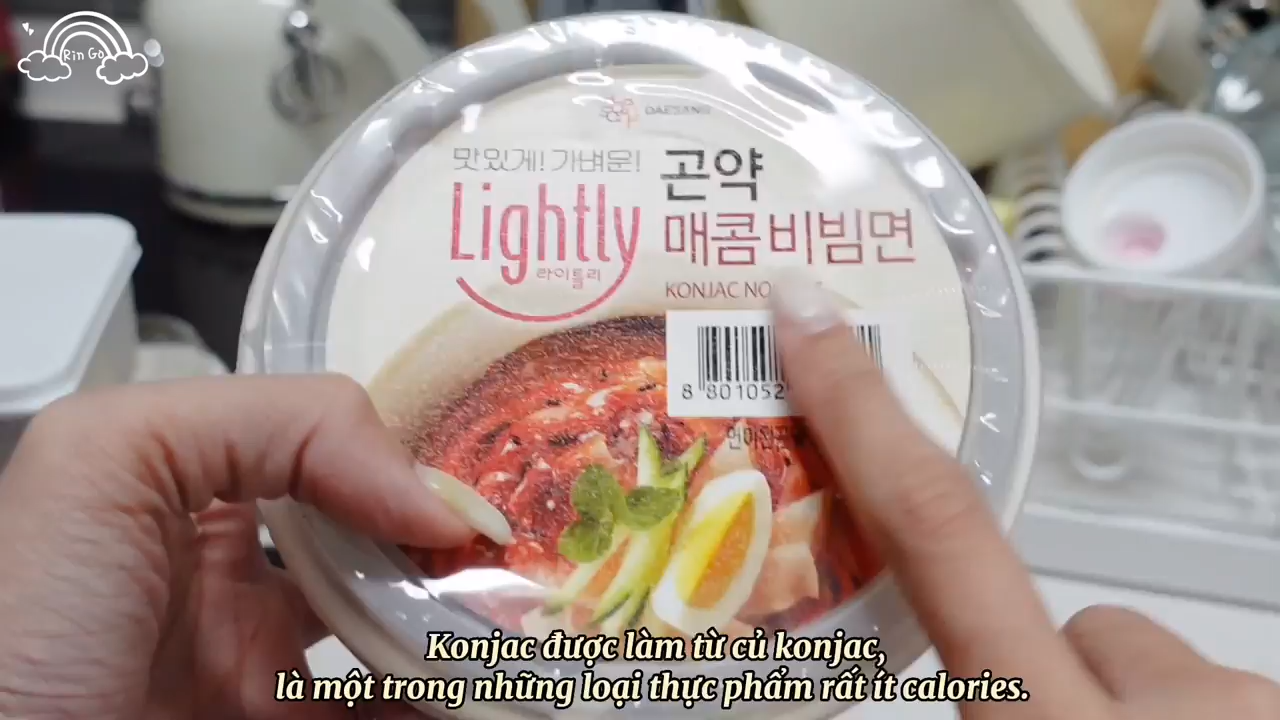 Rin Go
DAESANG
맛있게! 가벼운!
Lightly
라이틀리
곤약
매콤비빔면
KONJAC NO
8 801052
Konjac được làm từ củ konjac,
là một trong những loại thực phẩm rất ít calories.